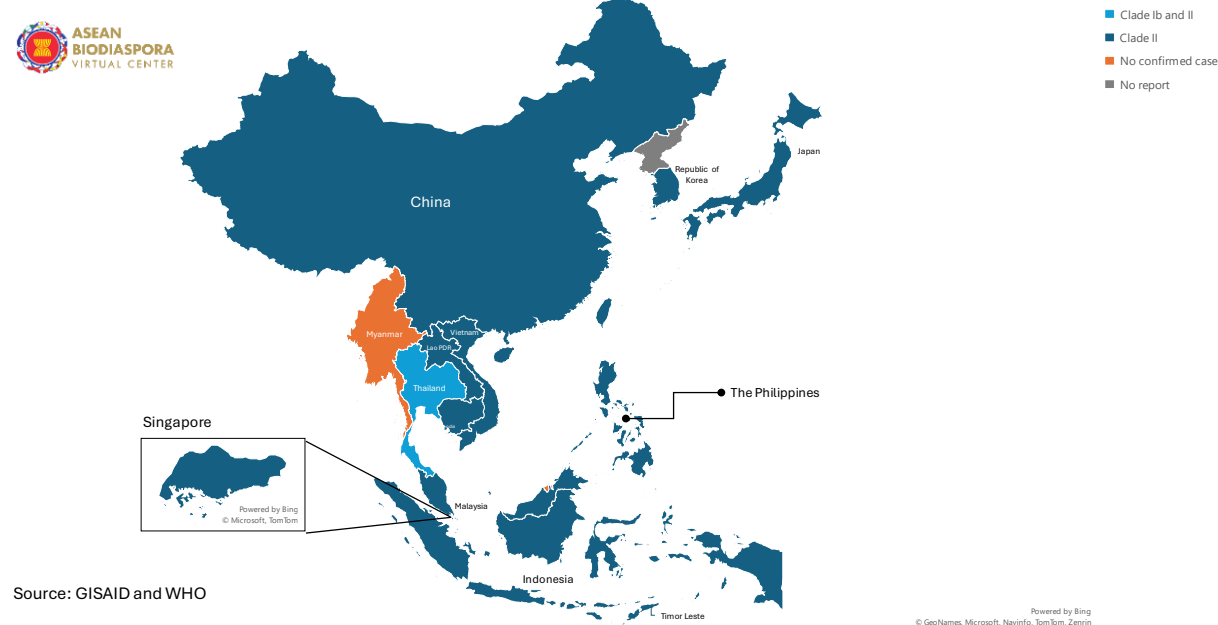 ASEAN
BIODIASPORA
VIRTUAL CENTER
Clade Ib and II
Clade II
No confirmed case
No report
Japan
Republic of
Korea
China
Myanmar
Vietnam
Lao PDR
Thailand
The Philippines
Singapore
Powered by Bing
© Microsoft, TomTom
Malaysia
Indonesia
Source: GISAID and WHO
Timor Leste
Powered by Bing
© GeoNames, Microsoft, Navinfo, TomTom, Zenrin